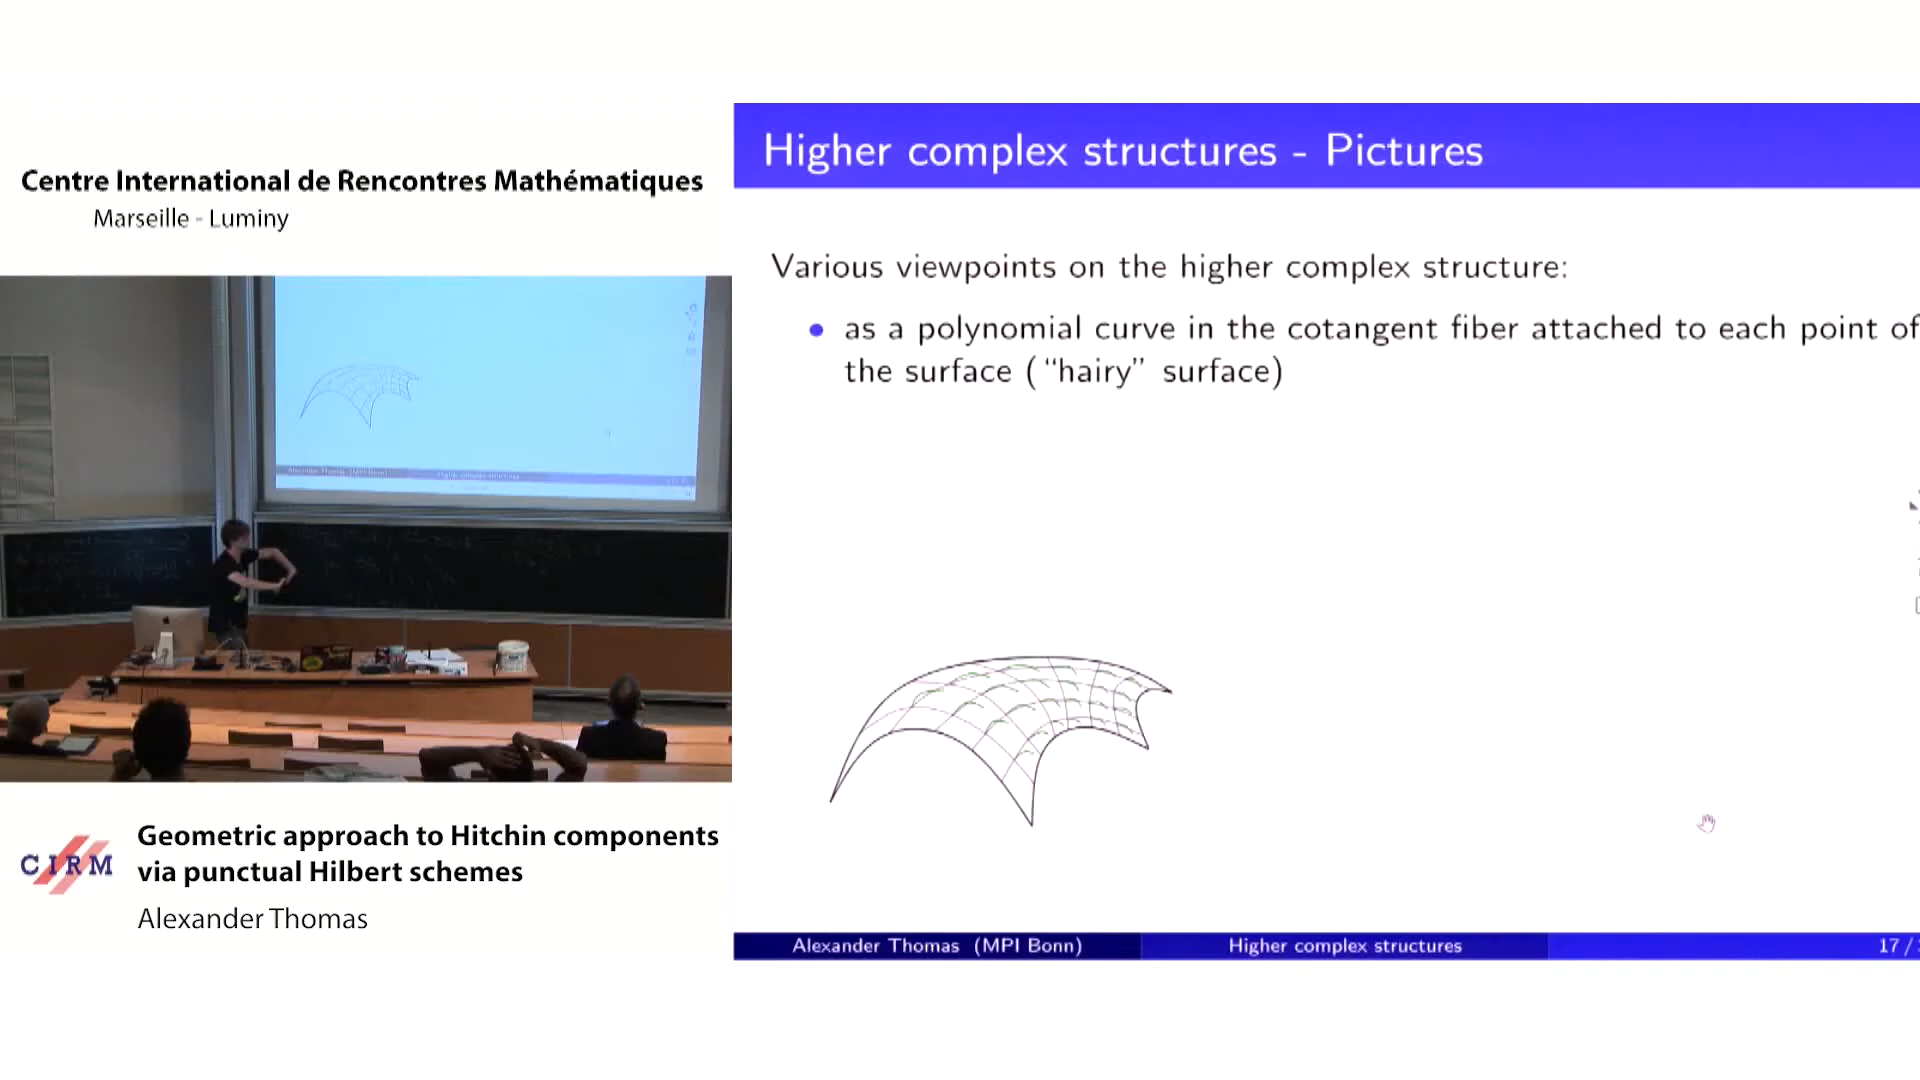 Centre International de Rencontres Mathématiques
Marseille - Luminy
Higher complex structures - Pictures
Various viewpoints on the higher complex structure:
• as a polynomial curve in the cotangent fiber attached to each point of
the surface (“hairy” surface)
CIRM
Geometric approach to Hitchin components
via punctual Hilbert schemes
Alexander Thomas
Alexander Thomas (MPI Bonn)
Higher complex structures
17 /